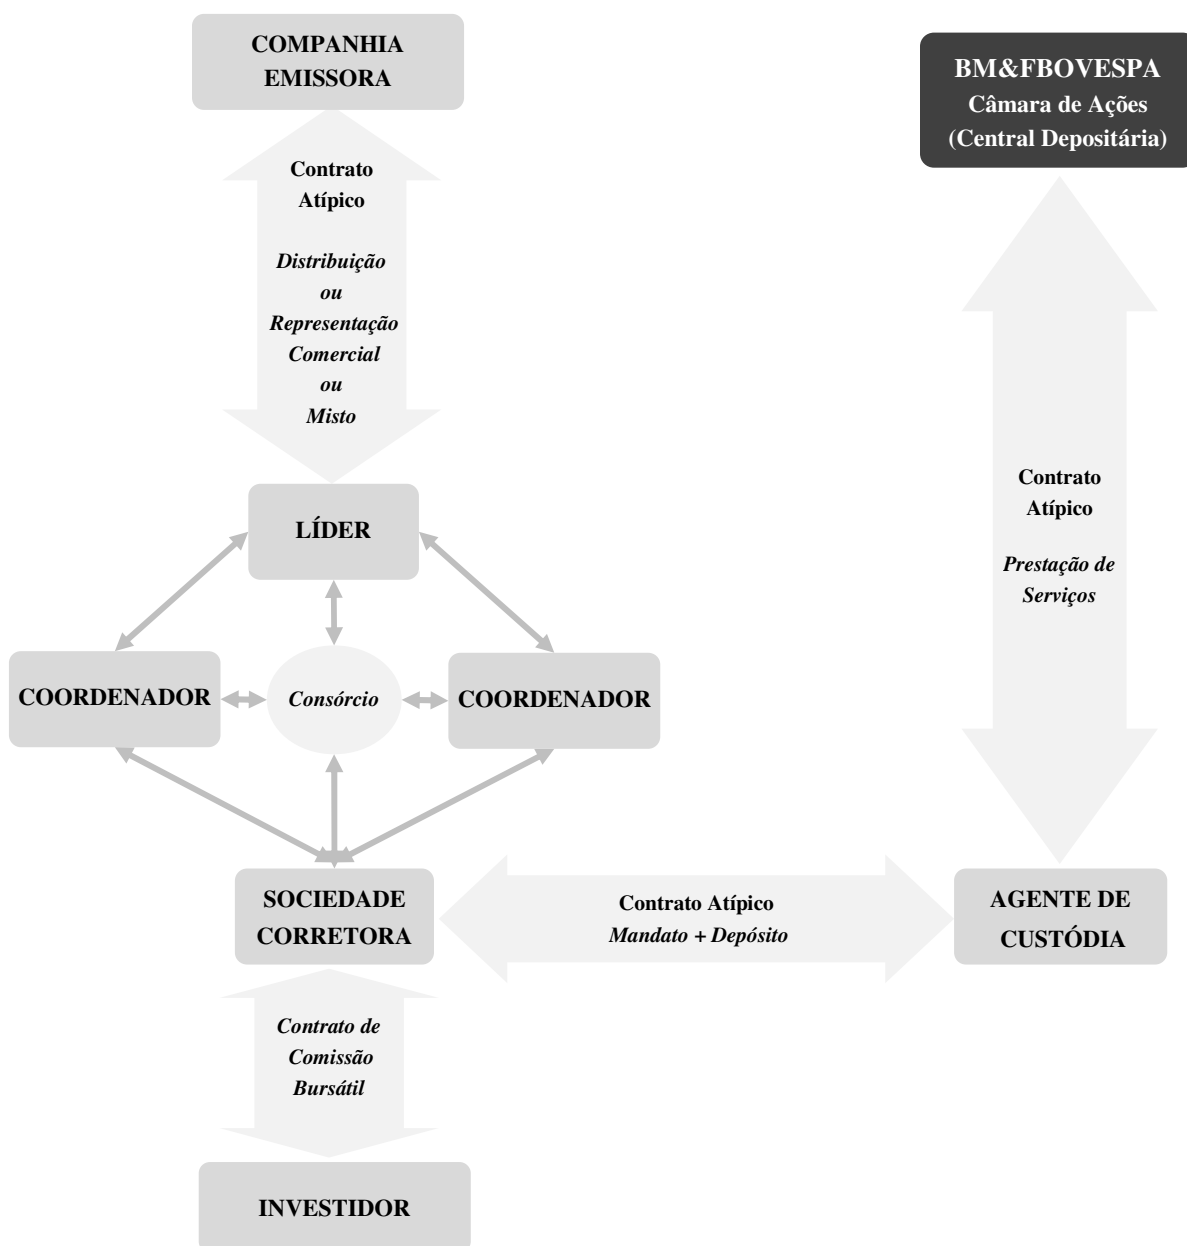 COMPANHIA
EMISSORA
BM&FBOVESPA
Câmara de Ações
(Central Depositária)
Contrato
Atípico
Distribuição
ou
Representação
Comercial
ou
Misto
Contrato
Atípico
Prestação de
Serviços
LÍDER
COORDENADOR
Consórcio
COORDENADOR
SOCIEDADE
CORRETORA
Contrato Atípico
Mandato + Depósito
AGENTE DE
CUSTÓDIA
Contrato de
Comissão
Bursátil
INVESTIDOR